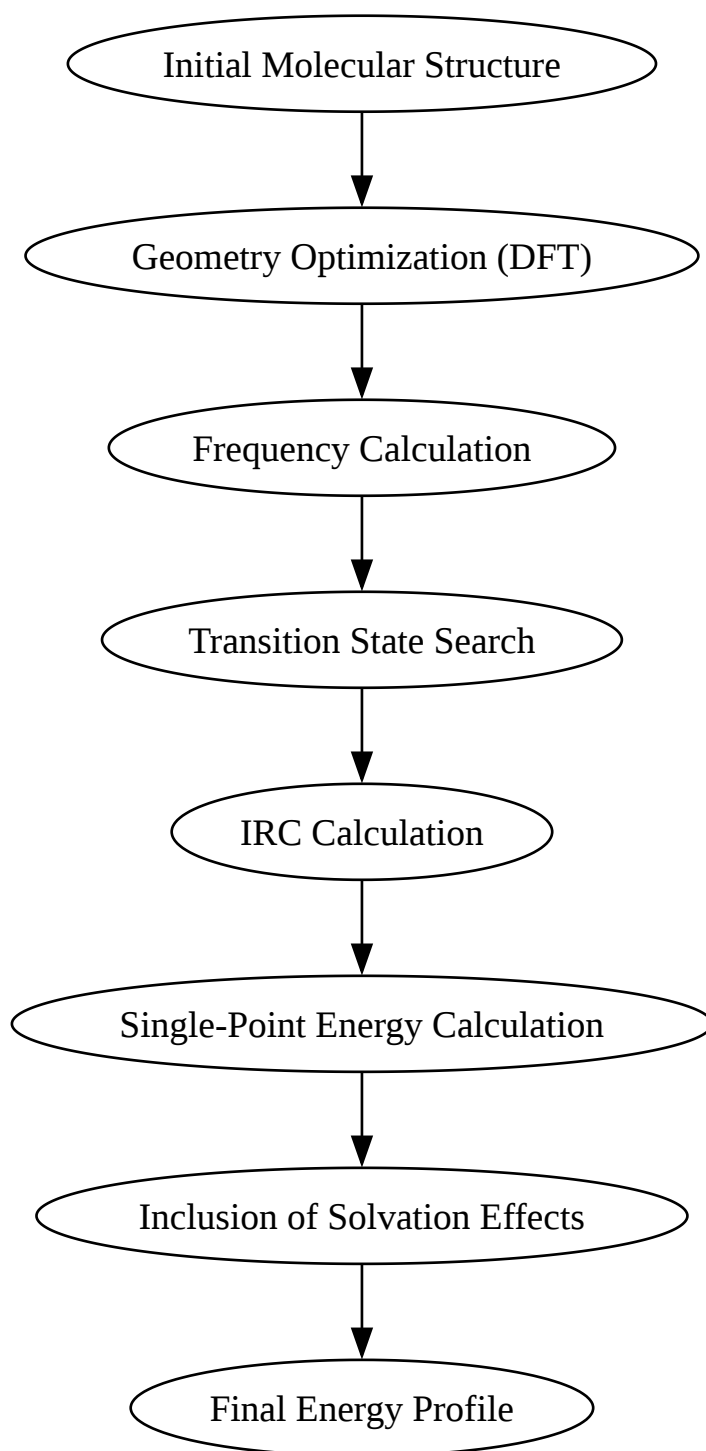 Initial Molecular Structure
Geometry Optimization (DFT)
Frequency Calculation
Transition State Search
IRC Calculation
Single-Point Energy Calculation
Inclusion of Solvation Effects
Final Energy Profile